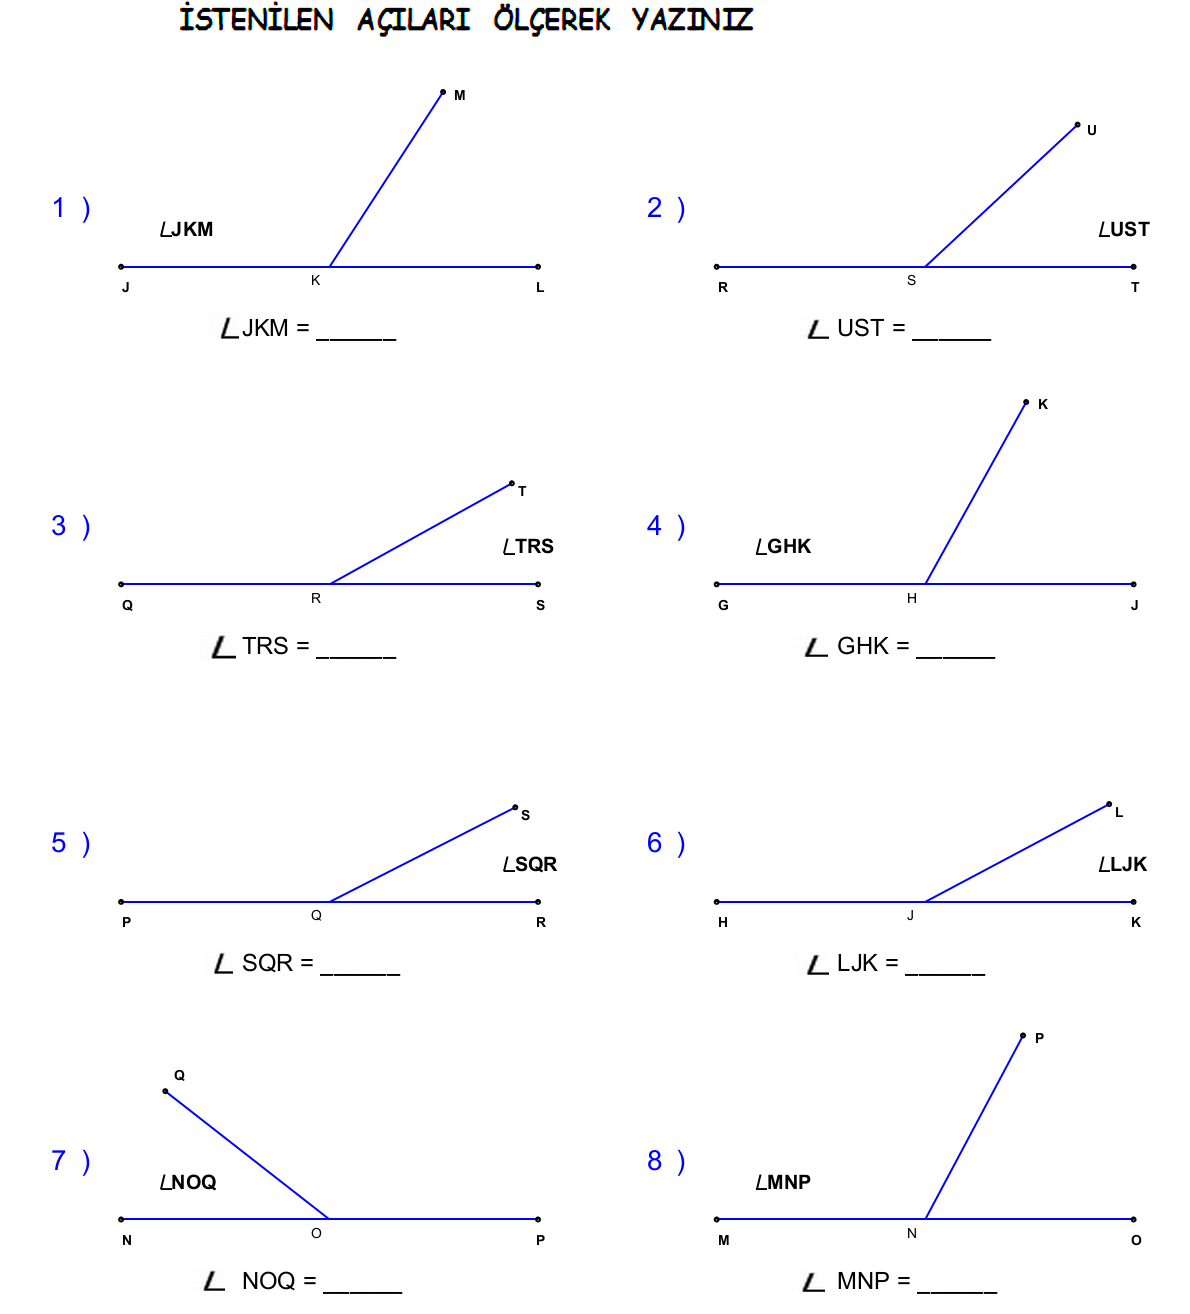 İSTENİLEN AÇILARI ÖLÇEREK YAZINIZ
1 )
M
∠JKM
J K L
∠JKM = ______
2 )
U
∠UST
R S T
∠ UST = ______
3 )
T
∠TRS
Q R S
∠ TRS = ______
4 )
K
∠GHK
G H J
∠ GHK = ______
5 )
S
∠SQR
P Q R
∠ SQR = ______
6 )
L
∠LJK
H J K
∠ LJK = ______
7 )
Q
∠NOQ
N O P
∠ NOQ = ______
8 )
P
∠MNP
M N O
∠ MNP = ______